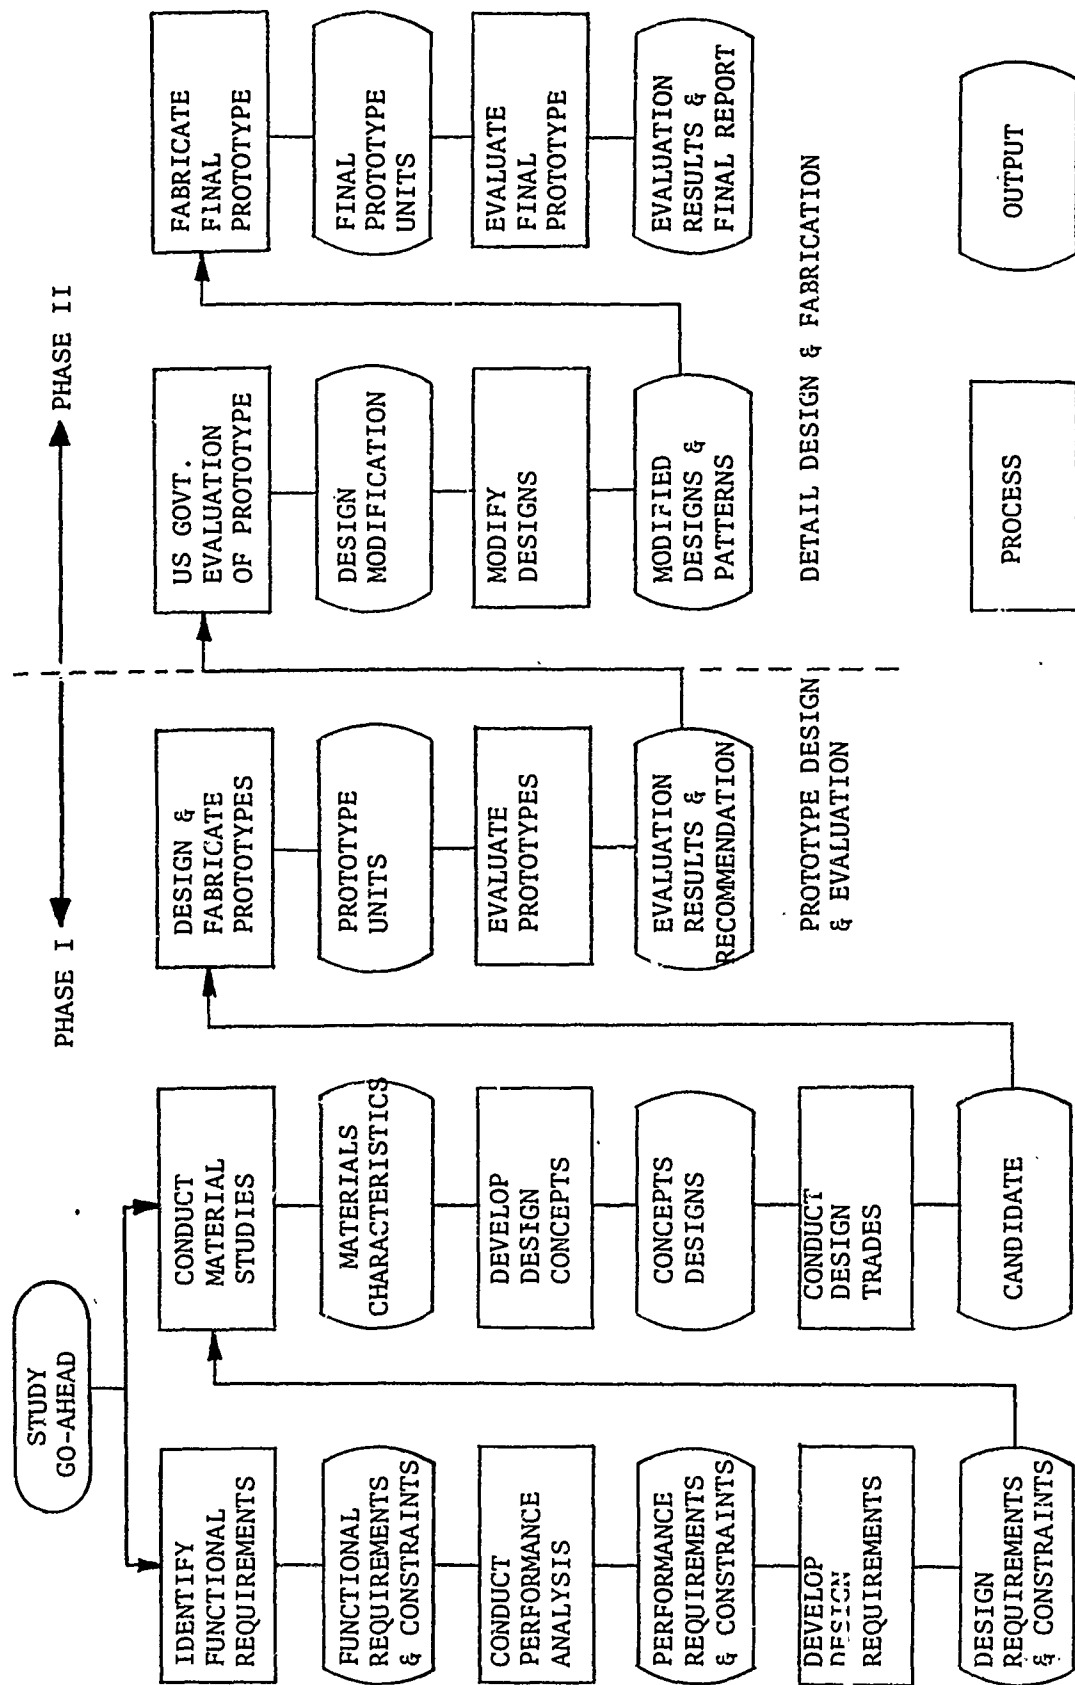 STUDY
GO-AHEAD
PHASE I
PHASE II
IDENTIFY
FUNCTIONAL
REQUIREMENTS
FUNCTIONAL
REQUIREMENTS
& CONSTRAINTS
CONDUCT
PERFORMANCE
ANALYSIS
PERFORMANCE
REQUIREMENTS
& CONSTRAINTS
DEVELOP
DESIGN
REQUIREMENTS
DESIGN
REQUIREMENTS
& CONSTRAINTS
CONDUCT
MATERIAL
STUDIES
MATERIALS
CHARACTERISTICS
DEVELOP
DESIGN
CONCEPTS
CONCEPTS
DESIGNS
CONDUCT
DESIGN
TRADES
CANDIDATE
DESIGN &
FABRICATE
PROTOTYPES
PROTOTYPE
UNITS
EVALUATE
PROTOTYPES
EVALUATION
RESULTS &
RECOMMENDATION
PROTOTYPE DESIGN
& EVALUATION
US GOVT.
EVALUATION
OF PROTOTYPE
DESIGN
MODIFICATION
MODIFY
DESIGNS
MODIFIED
DESIGNS &
PATTERNS
FABRICATE
FINAL
PROTOTYPE
FINAL
PROTOTYPE
UNITS
EVALUATE
FINAL
PROTOTYPE
EVALUATION
RESULTS &
FINAL REPORT
DETAIL DESIGN & FABRICATION
PROCESS
OUTPUT